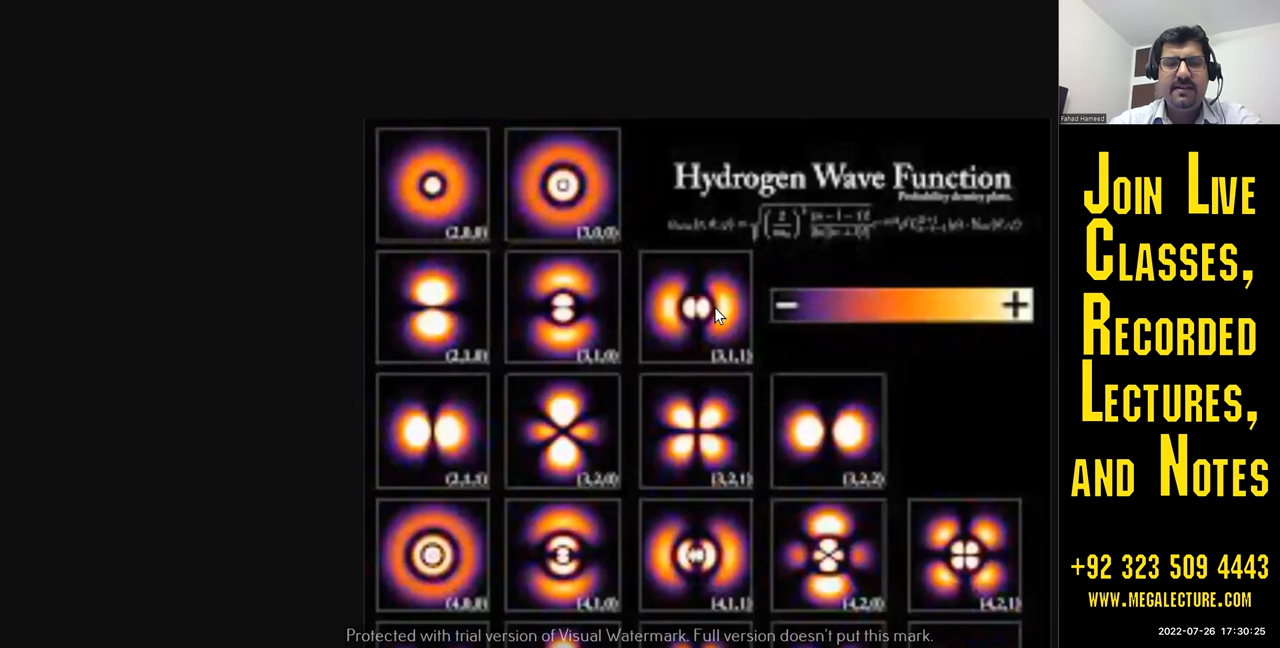 Fahad Hameed
(2,0,0)
(3,0,0)
Hydrogen Wave Function
Probability density plots.
(2,1,0)
(3,1,0)
(3,1,1)
− +
(2,1,1)
(3,2,0)
(3,2,1)
(3,2,2)
(4,0,0)
(4,1,0)
(4,1,1)
(4,2,0)
(4,2,1)
Protected with trial version of Visual Watermark. Full version doesn't put this mark.
JOIN LIVE
CLASSES,
RECORDED
LECTURES,
AND NOTES
+92 323 509 4443
WWW.MEGALECTURE.COM
2022-07-26 17:30:25